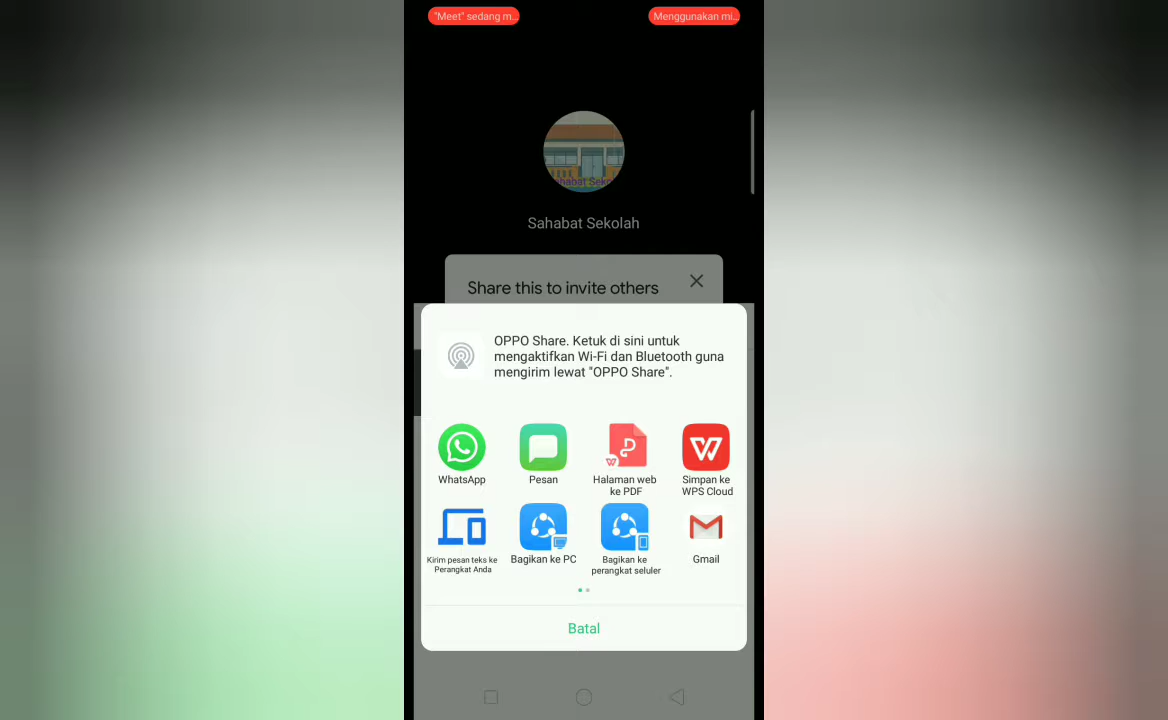 "Meet" sedang m..
Menggunakan mi..
Sahabat Sekolah
Share this to invite others
OPPO Share. Ketuk di sini untuk
mengaktifkan Wi-Fi dan Bluetooth guna
mengirim lewat "OPPO Share".
WhatsApp
Pesan
Halaman web
ke PDF
Simpan ke
WPS Cloud
Kirim pesan teks ke
Perangkat Anda
Bagikan ke PC
Bagikan ke
perangkat seluler
Gmail
Batal